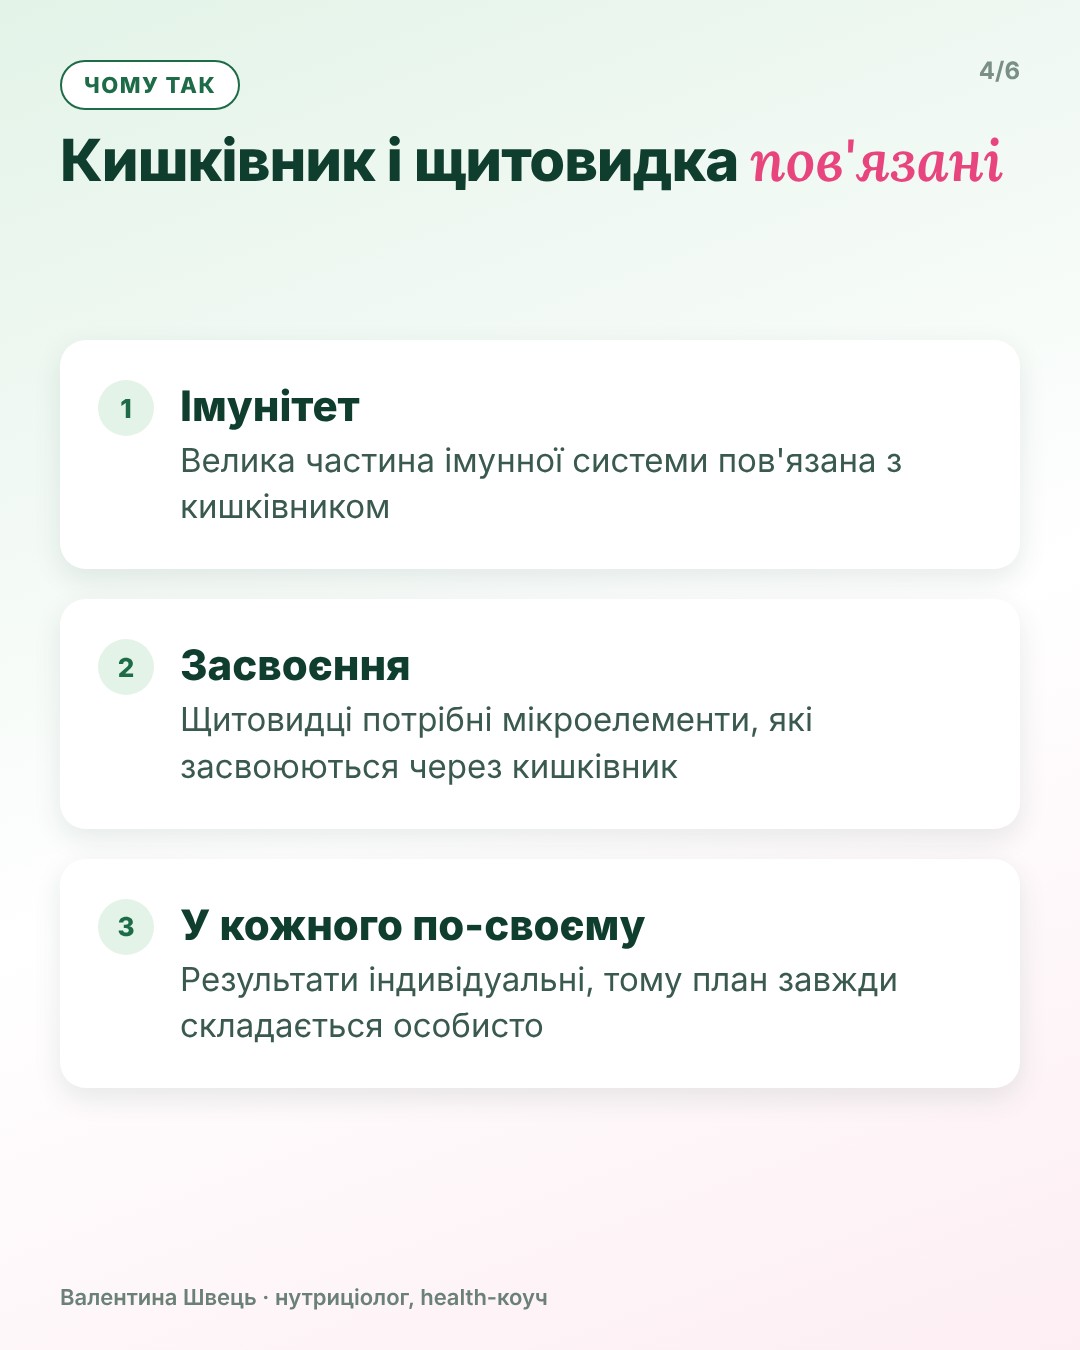 ЧОМУ ТАК
4/6
Кишківник і щитовидка пов'язані
1
Імунітет
Велика частина імунної системи пов'язана з
кишківником
2
Засвоєння
Щитовидці потрібні мікроелементи, які
засвоюються через кишківник
3
У кожного по-своєму
Результати індивідуальні, тому план завжди
складається особисто
Валентина Швець · нутриціолог, health-коуч